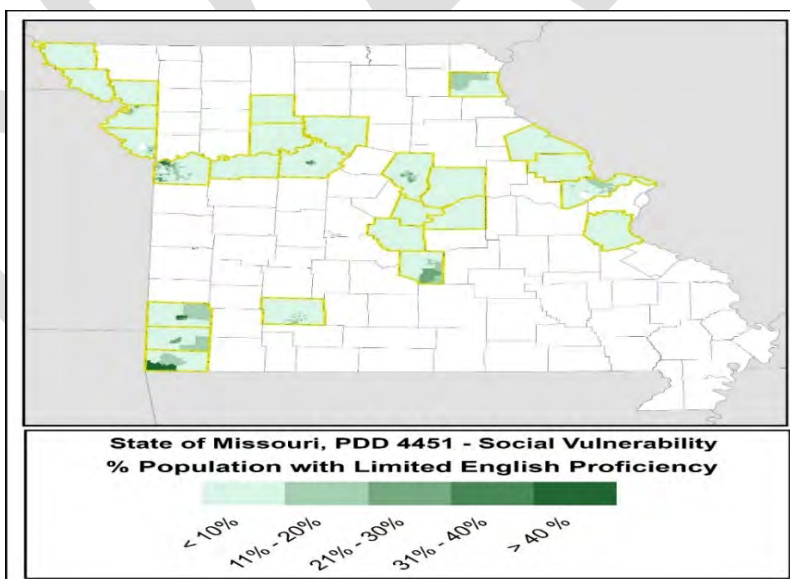 State of Missouri, PDD 4451 - Social Vulnerability
% Population with Limited English Proficiency
< 10%
11% - 20%
21% - 30%
31% - 40%
> 40 %